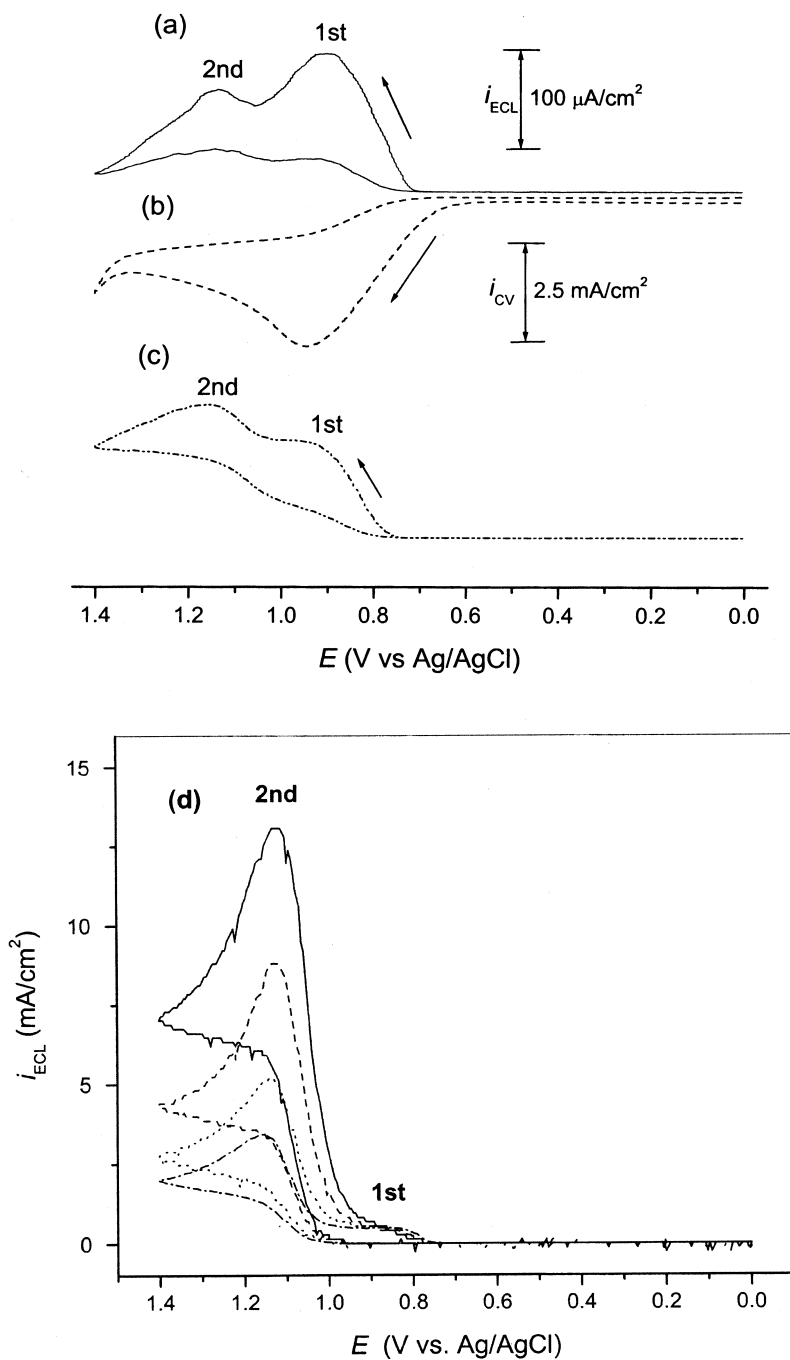 (a)
1st
2nd
i_ECL 100 μA/cm²
(b)
i_CV 2.5 mA/cm²
(c)
2nd
1st
1.4 1.2 1.0 0.8 0.6 0.4 0.2 0.0
E (V vs Ag/AgCl)
15
(d) 2nd
10
i_ECL (mA/cm²)
5
1st
0
1.4 1.2 1.0 0.8 0.6 0.4 0.2 0.0
E (V vs. Ag/AgCl)